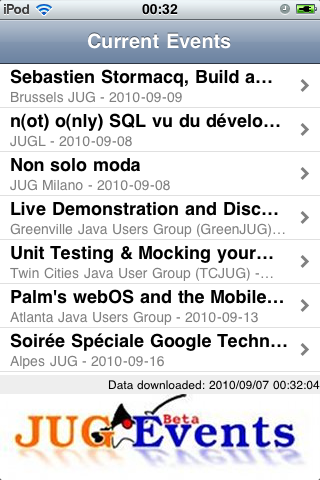 iPod 00:32
Current Events
Sebastien Stormacq, Build a...
Brussels JUG - 2010-09-09
n(ot) o(nly) SQL vu du dévelo...
JUGL - 2010-09-08
Non solo moda
JUG Milano - 2010-09-08
Live Demonstration and Disc...
Greenville Java Users Group (GreenJUG)...
Unit Testing & Mocking your...
Twin Cities Java User Group (TCJUG) -...
Palm's webOS and the Mobile...
Atlanta Java Users Group - 2010-09-13
Soirée Spéciale Google Techn...
Alpes JUG - 2010-09-16
Data downloaded: 2010/09/07 00:32:04
Beta
JUG Events